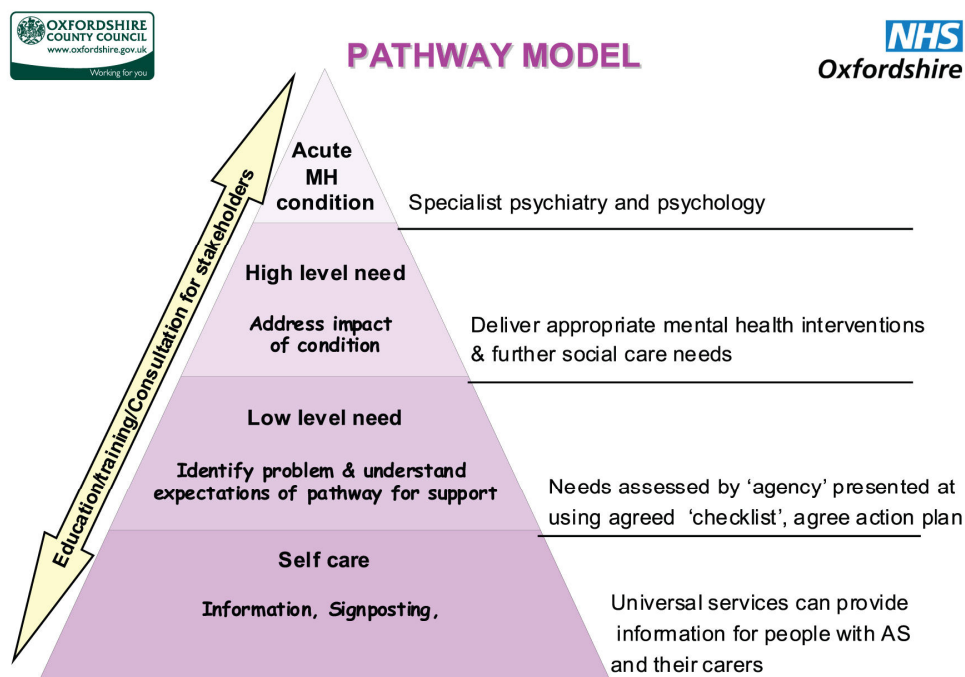 OXFORDSHIRE
COUNTY COUNCIL
www.oxfordshire.gov.uk
Working for you
PATHWAY MODEL
NHS
Oxfordshire
Education/training/Consultation for stakeholders
Acute
MH
condition
Specialist psychiatry and psychology
High level need
Address impact
of condition
Deliver appropriate mental health interventions
& further social care needs
Low level need
Identify problem & understand
expectations of pathway for support
Needs assessed by ‘agency’ presented at
using agreed ‘checklist’, agree action plan
Self care
Information, Signposting,
Universal services can provide
information for people with AS
and their carers